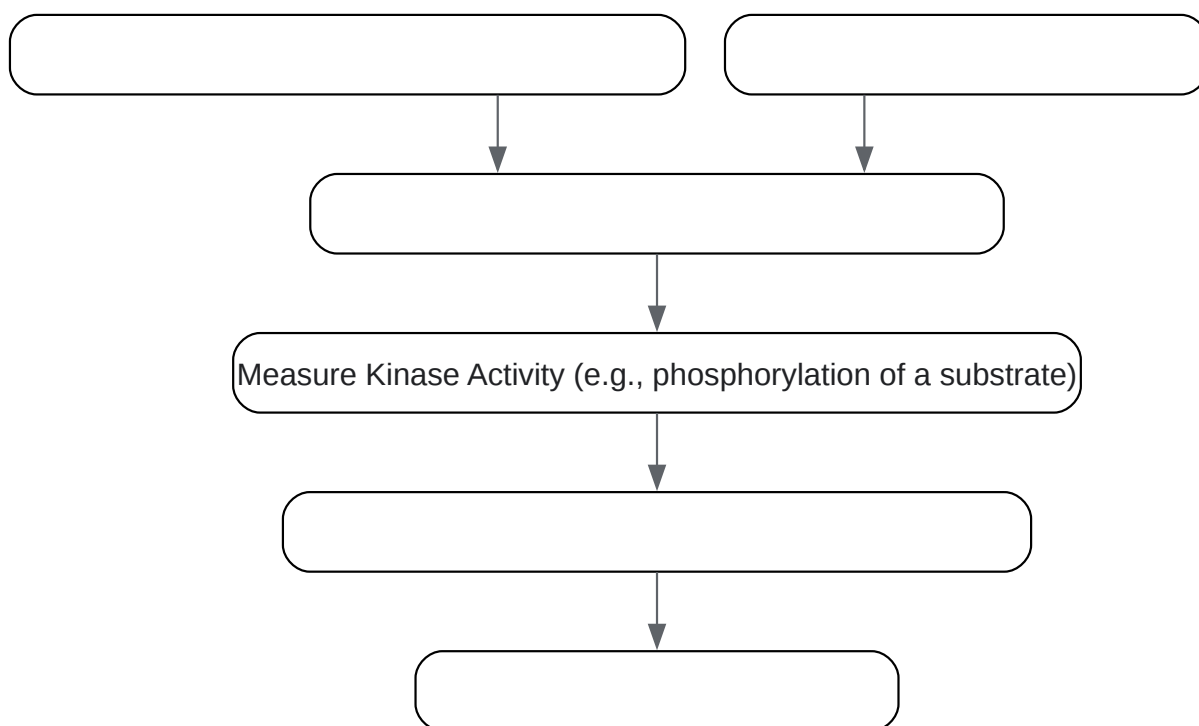 Measure Kinase Activity (e.g., phosphorylation of a substrate)